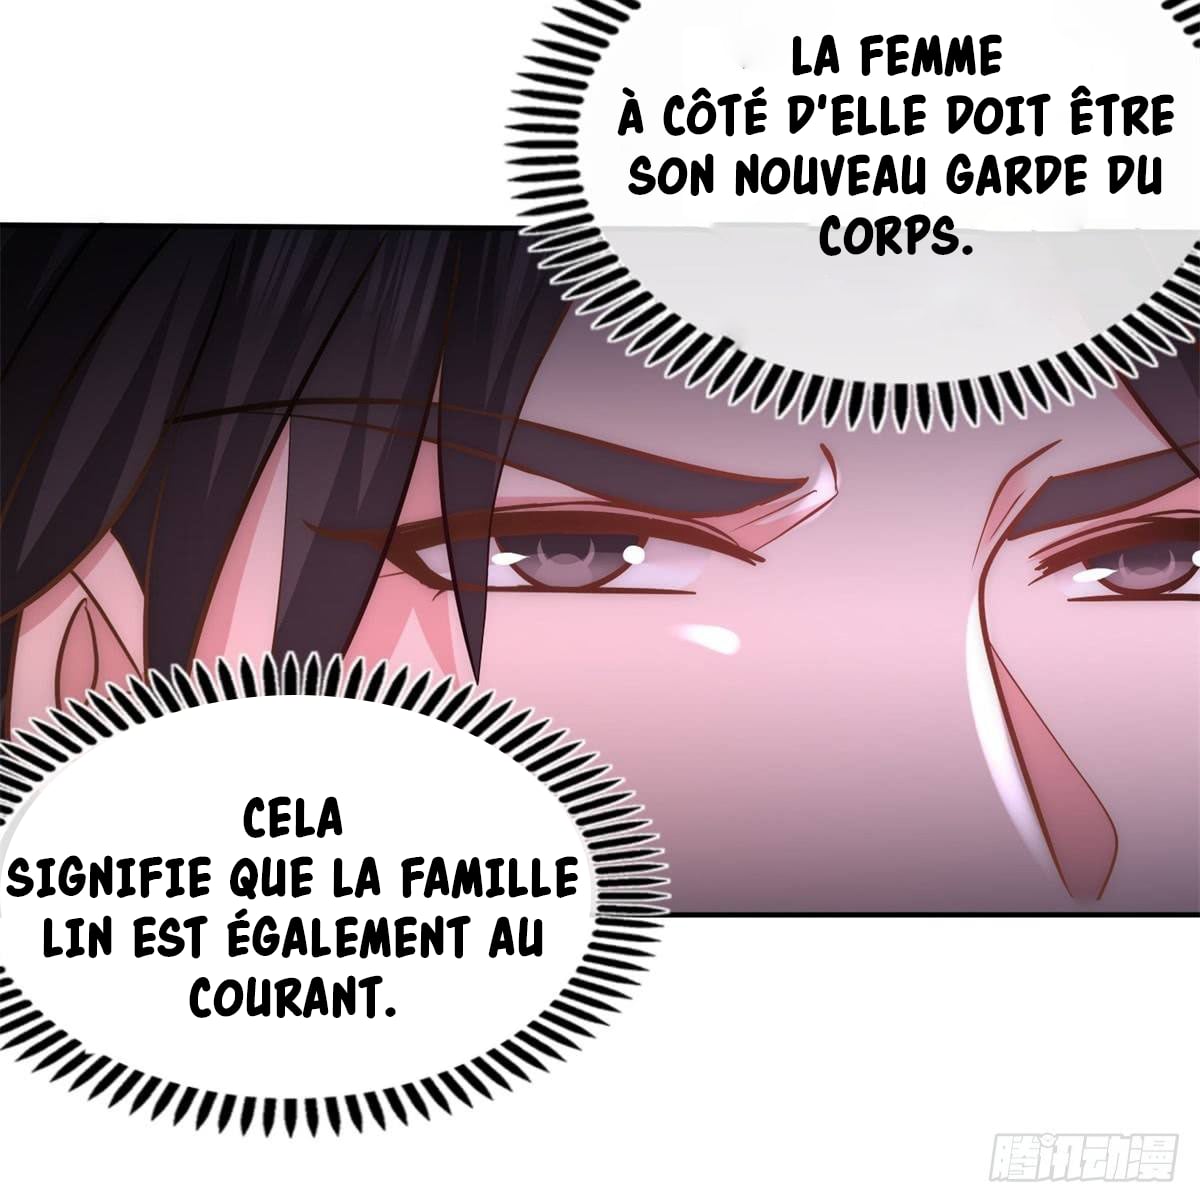 LA FEMME
À CÔTÉ D'ELLE DOIT ÊTRE
SON NOUVEAU GARDE DU
CORPS.
CELA
SIGNIFIE QUE LA FAMILLE
LIN EST ÉGALEMENT AU
COURANT.
腾讯动漫